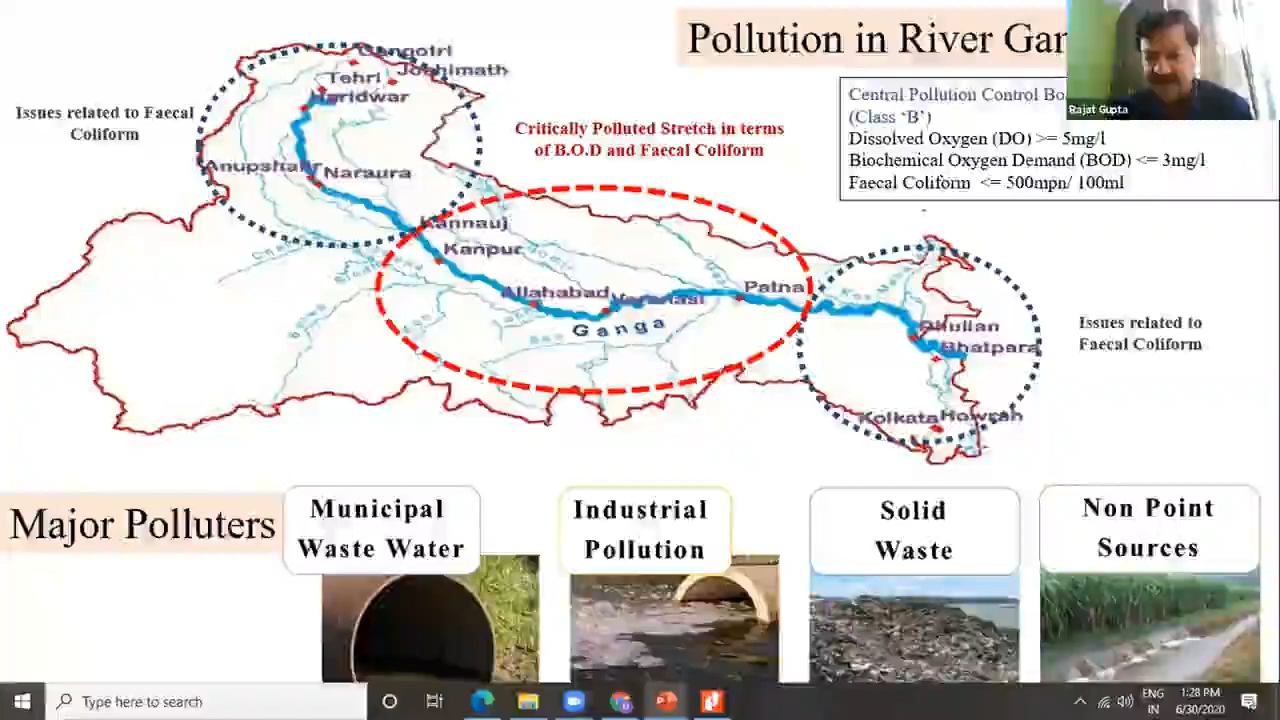 Pollution in River Gan
Rajat Gupta
Central Pollution Control Bo
(Class 'B')
Dissolved Oxygen (DO) >= 5mg/l
Biochemical Oxygen Demand (BOD) <= 3mg/l
Faecal Coliform <= 500mpn/ 100ml
Issues related to Faecal
Coliform
Critically Polluted Stretch in terms
of B.O.D and Faecal Coliform
Gangotri
Joshimath
Tehri
Haridwar
Anupshahr
Naraura
Kannauj
Kanpur
Allahabad
Varanasi
Patna
Ganga
Dhulian
Bhatpara
Kolkata
Howrah
Issues related to
Faecal Coliform
Major Polluters
Municipal
Waste Water
Industrial
Pollution
Solid
Waste
Non Point
Sources
Type here to search
ENG
IN
1:28 PM
6/30/2020